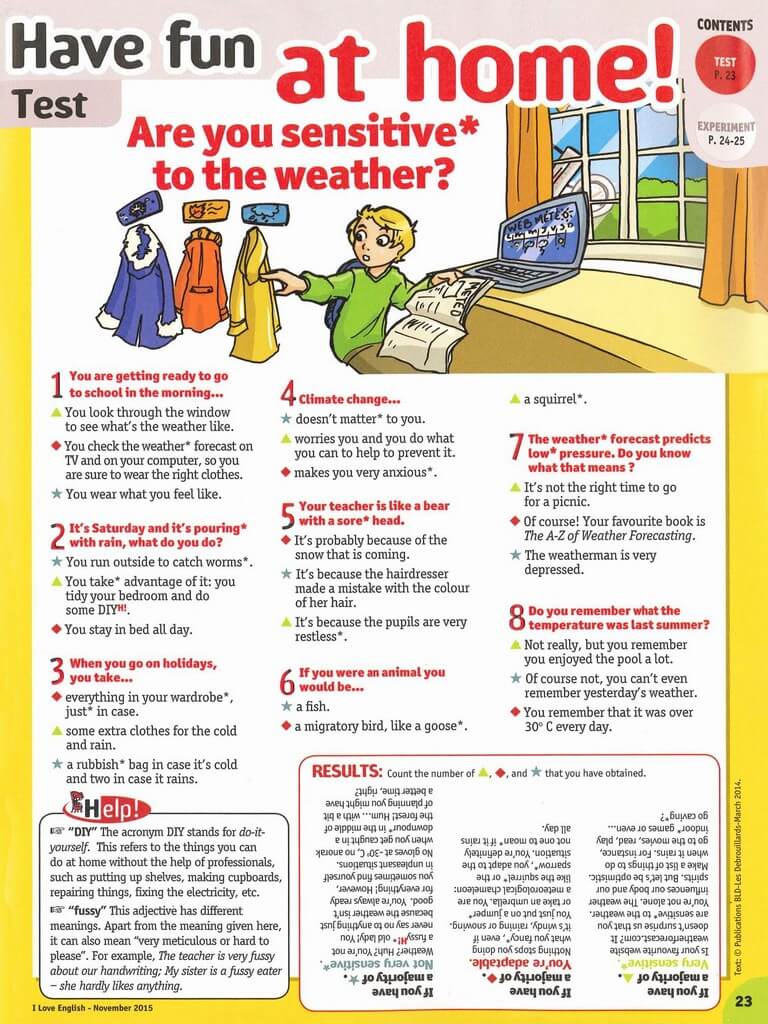 Have fun at home!
Test
CONTENTS
TEST
P. 23
EXPERIMENT
P. 24-25
Are you sensitive*
to the weather?
WEB MÉTÉO
METEO
1 You are getting ready to go
to school in the morning...
▲ You look through the window
to see what's the weather like.
◆ You check the weather* forecast on
TV and on your computer, so you
are sure to wear the right clothes.
★ You wear what you feel like.
2 It's Saturday and it's pouring*
with rain, what do you do?
★ You run outside to catch worms*.
▲ You take* advantage of it: you
tidy your bedroom and do
some DIYH!.
◆ You stay in bed all day.
3 When you go on holidays,
you take...
◆ everything in your wardrobe*,
just* in case.
▲ some extra clothes for the cold
and rain.
★ a rubbish* bag in case it's cold
and two in case it rains.
4 Climate change...
★ doesn't matter* to you.
▲ worries you and you do what
you can to help to prevent it.
◆ makes you very anxious*.
5 Your teacher is like a bear
with a sore* head.
◆ It's probably because of the
snow that is coming.
★ It's because the hairdresser
made a mistake with the colour
of her hair.
▲ It's because the pupils are very
restless*.
6 If you were an animal you
would be...
★ a fish.
◆ a migratory bird, like a goose*.
▲ a squirrel*.
7 The weather* forecast predicts
low* pressure. Do you know
what that means ?
▲ It's not the right time to go
for a picnic.
◆ Of course! Your favourite book is
The A-Z of Weather Forecasting.
★ The weatherman is very
depressed.
8 Do you remember what the
temperature was last summer?
▲ Not really, but you remember
you enjoyed the pool a lot.
★ Of course not, you can't even
remember yesterday's weather.
◆ You remember that it was over
30° C every day.
Help!
☞ "DIY" The acronym DIY stands for do-it-
yourself. This refers to the things you can
do at home without the help of professionals,
such as putting up shelves, making cupboards,
repairing things, fixing the electricity, etc.
☞ "fussy" This adjective has different
meanings. Apart from the meaning given here,
it can also mean "very meticulous or hard to
please". For example, The teacher is very fussy
about our handwriting; My sister is a fussy eater
– she hardly likes anything.
RESULTS: Count the number of ▲, ◆, and ★ that you have obtained.
If you have
a majority of ▲.
Very sensitive*
Is your favourite website
weatherforecast.com? It
doesn't surprise us that you
are sensitive* to the weather.
You're not alone. The weather
influences our body and our
spirits. But let's be optimistic.
Make a list of things to do
when it rains. For instance,
go to the movies, read, play
indoor* games or even...
go caving*?
If you have
a majority of ◆.
You're adaptable.
Nothing stops you doing
what you fancy*, even if
it's windy, raining or snowing.
You just put on a jumper*
or take an umbrella. You are
a meteorological chameleon:
like the squirrel* or the
sparrow*, you adapt to the
situation. You're definitely
not one to moan* if it rains
all day.
If you have
a majority of ★.
Not very sensitive*.
Weather? Huh? You're not
a fussyH!* old lady! You
never say no to anything just
because the weather isn't
good. You're always ready
for everything! However,
you sometimes find yourself
in unpleasant situations.
No gloves at -30° C, no anorak
when you get caught in a
downpour* in the middle of
the forest! Hum... with a bit
of planning you might have
a better time, right?
Text: © Publications BLD-Les Debrouillards-March 2014.
I Love English - November 2015
23